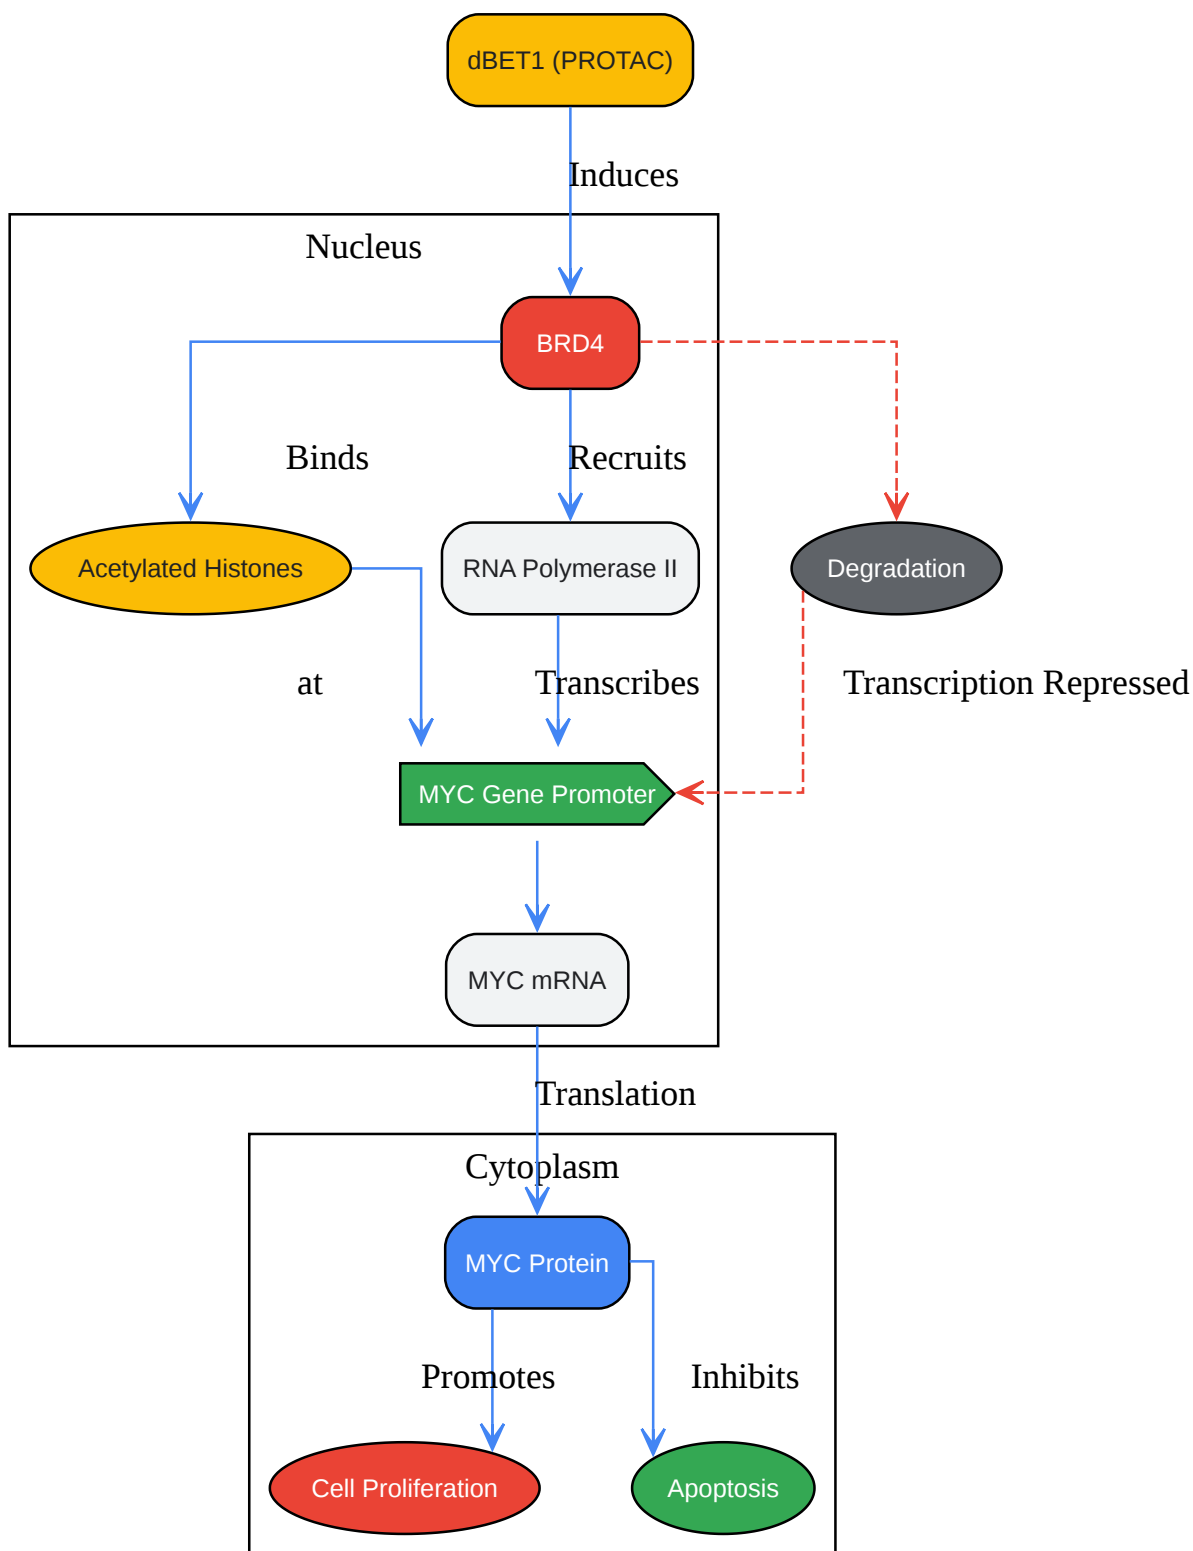 dBET1 (PROTAC)
Induces
Nucleus
BRD4
Binds
Recruits
Acetylated Histones
RNA Polymerase II
Degradation
at
Transcribes
Transcription Repressed
MYC Gene Promoter
MYC mRNA
Translation
Cytoplasm
MYC Protein
Promotes
Inhibits
Cell Proliferation
Apoptosis